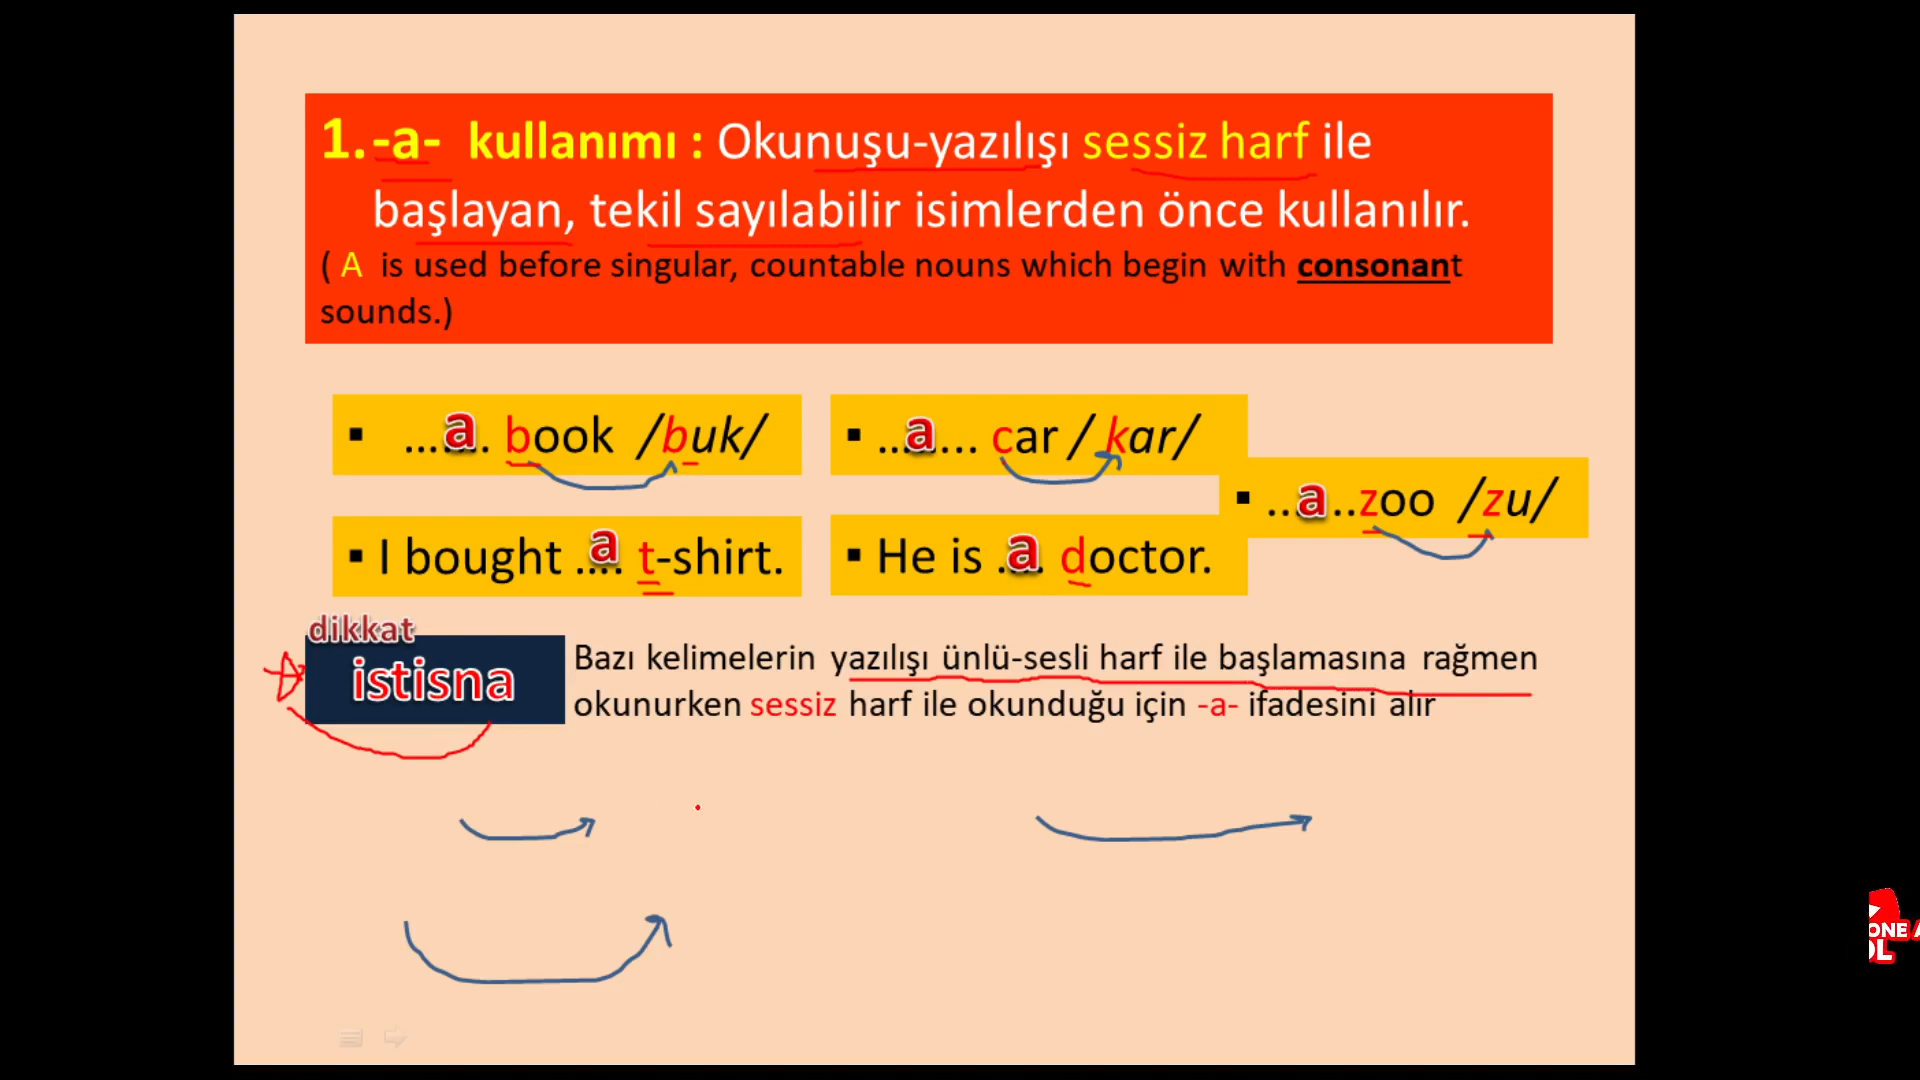 1. -a- kullanımı : Okunuşu-yazılışı sessiz harf ile
başlayan, tekil sayılabilir isimlerden önce kullanılır.
( A is used before singular, countable nouns which begin with consonant
sounds.)
▪ ...a.. book /buk/
▪ ..a... car / kar/
▪ ..a..zoo /zu/
▪ I bought .a.. t-shirt.
▪ He is .a. doctor.
dikkat
istisna
Bazı kelimelerin yazılışı ünlü-sesli harf ile başlamasına rağmen
okunurken sessiz harf ile okunduğu için -a- ifadesini alır
ONE